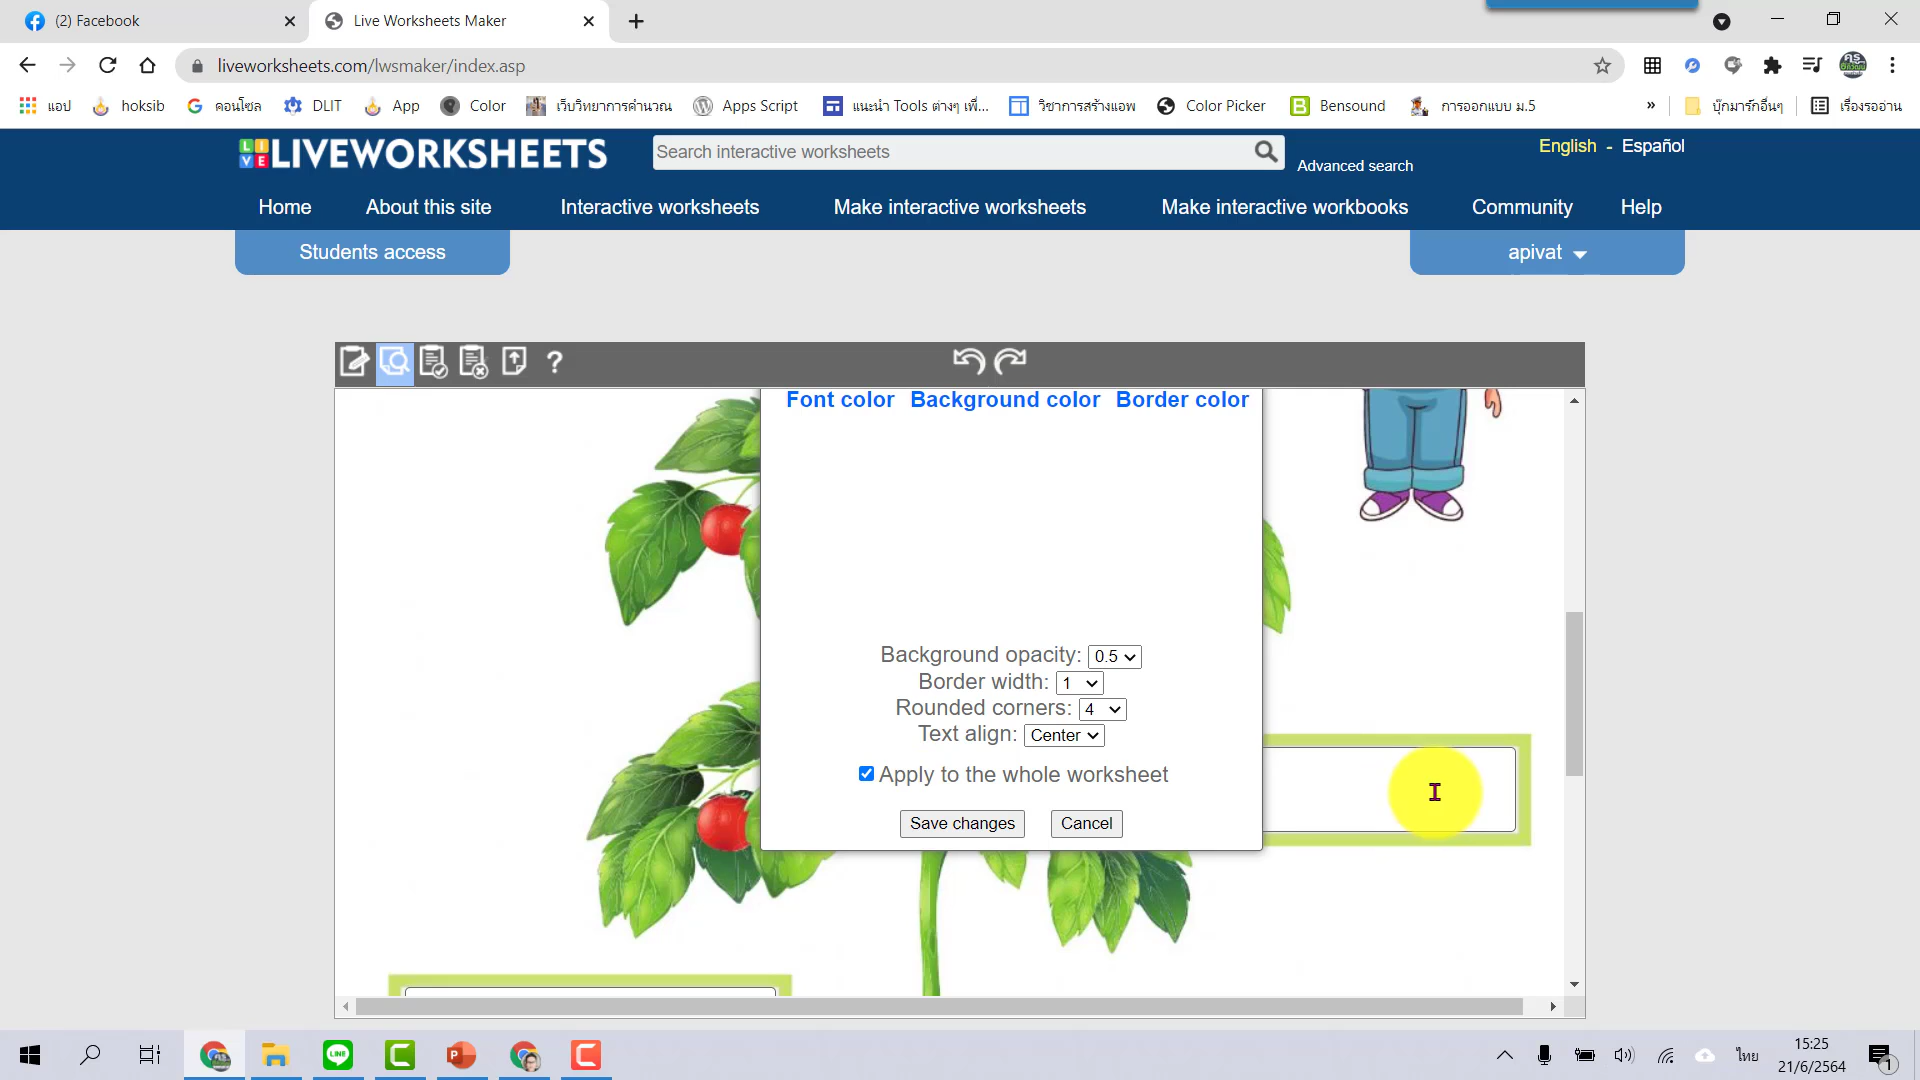 (2) Facebook
Live Worksheets Maker
liveworksheets.com/lwsmaker/index.asp
แอป
hoksib
คอนโซล
DLIT
App
Color
เว็บวิทยาการคำนวณ
Apps Script
แนะนำ Tools ต่างๆ เพื่...
วิชาการสร้างแอพ
Color Picker
Bensound
การออกแบบ ม.5
»
บุ๊กมาร์กอื่นๆ
เรื่องรออ่าน
LIVE LIVEWORKSHEETS
Search interactive worksheets
Advanced search
English - Español
Home
About this site
Interactive worksheets
Make interactive worksheets
Make interactive workbooks
Community
Help
Students access
apivat
?
Font color Background color Border color
Background opacity: 0.5
Border width: 1
Rounded corners: 4
Text align: Center
Apply to the whole worksheet
Save changes
Cancel
LINE
ไทย
15:25
21/6/2564
1